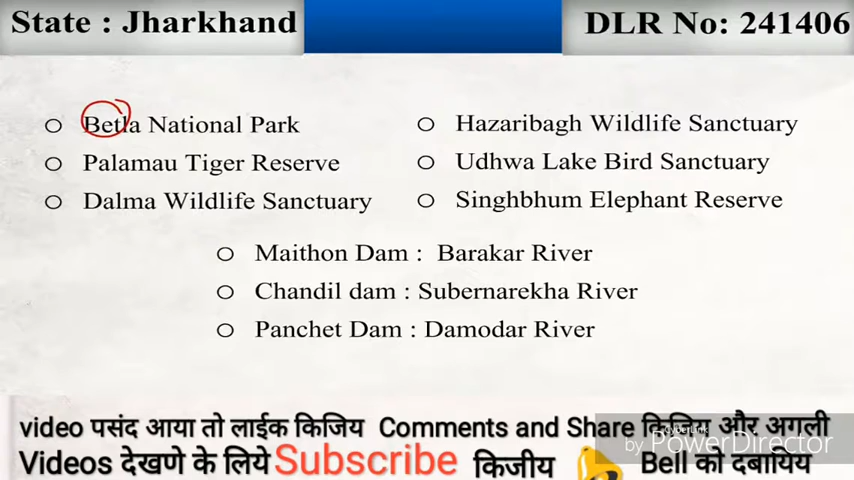 State : Jharkhand
DLR No: 241406
Betla National Park
Palamau Tiger Reserve
Dalma Wildlife Sanctuary
Hazaribagh Wildlife Sanctuary
Udhwa Lake Bird Sanctuary
Singhbhum Elephant Reserve
Maithon Dam : Barakar River
Chandil dam : Subernarekha River
Panchet Dam : Damodar River
video पसंद आया तो लाईक किजिय Comments and Share किजिय और अगली
Videos देखणे के लिये Subscribe किजीय Bell को दबायिय
CyberLink
by PowerDirector